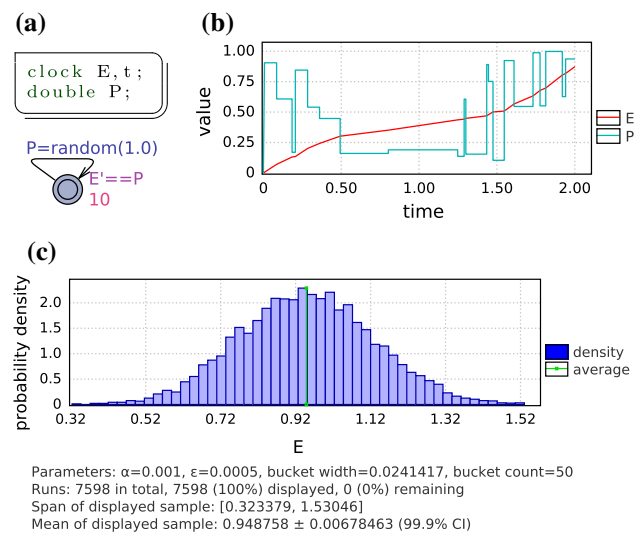 (a)
clock E,t;
double P;
P=random(1.0)
E'==P
10
(b)
value
1.00
0.75
0.50
0.25
0
0 0.50 1.00 1.50 2.00
time
E
P
(c)
probability density
2.0
1.5
1.0
0.5
0
0.32 0.52 0.72 0.92 1.12 1.32 1.52
E
density
average
Parameters: α=0.001, ε=0.0005, bucket width=0.0241417, bucket count=50
Runs: 7598 in total, 7598 (100%) displayed, 0 (0%) remaining
Span of displayed sample: [0.323379, 1.53046]
Mean of displayed sample: 0.948758 ± 0.00678463 (99.9% CI)